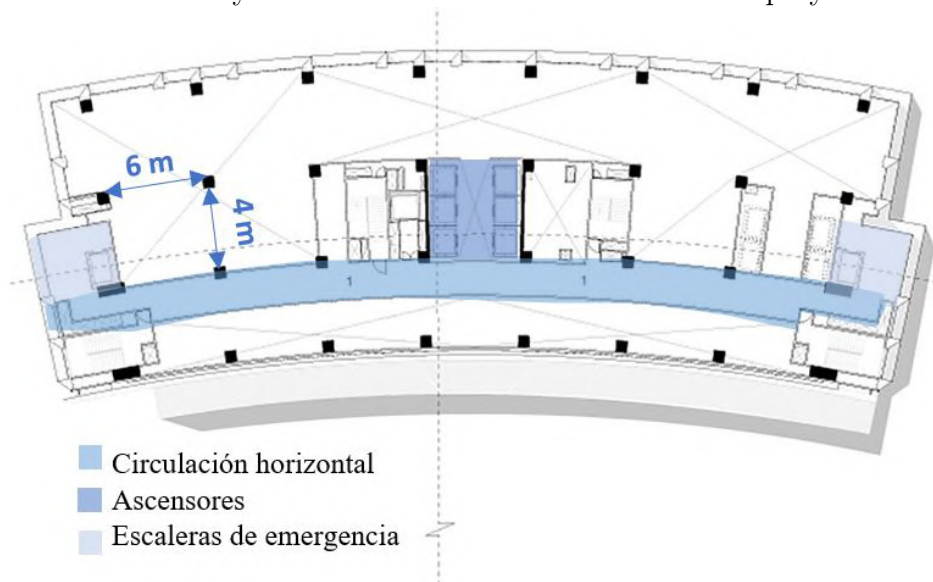 6 m
4 m
1 1
Circulación horizontal
Ascensores
Escaleras de emergencia